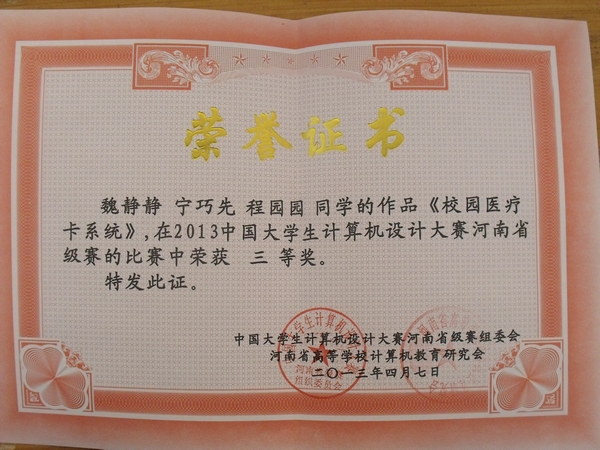 荣誉证书
魏静静 宁巧先 程园园 同学的作品《校园医疗
卡系统》,在2013中国大学生计算机设计大赛河南省
级赛的比赛中荣获 三 等奖。
特发此证。
中国大学生计算机设计大赛河南省级赛组委会
河南省高等学校计算机教育研究会
二〇一三年四月七日
组织委员会